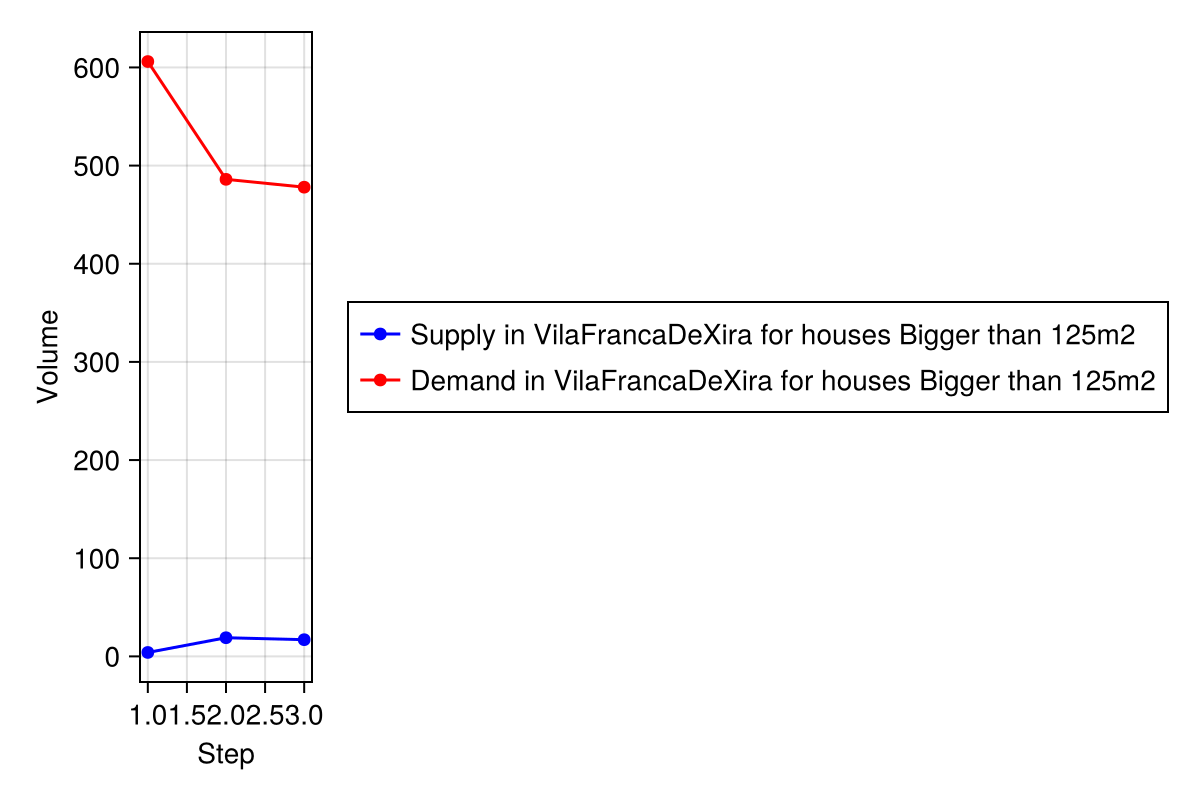 600
500
400
300
200
100
0
Volume
1.01.52.02.53.0
Step
Supply in VilaFrancaDeXira for houses Bigger than 125m2
Demand in VilaFrancaDeXira for houses Bigger than 125m2